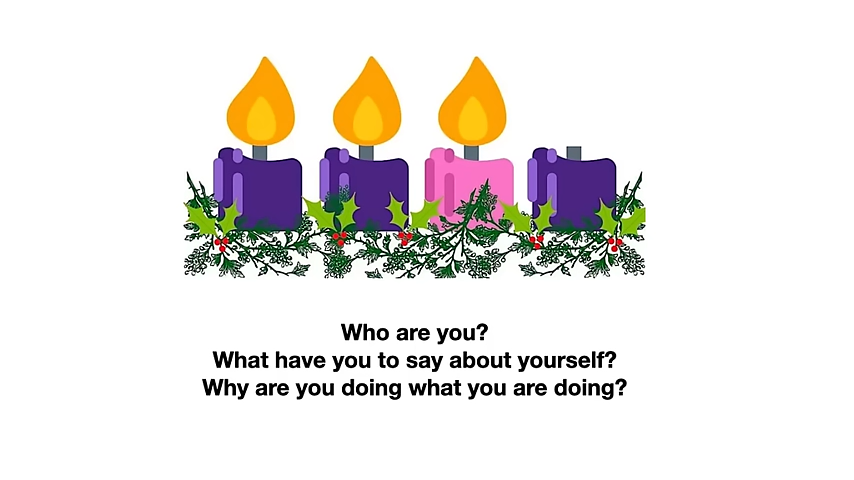 Who are you?
What have you to say about yourself?
Why are you doing what you are doing?